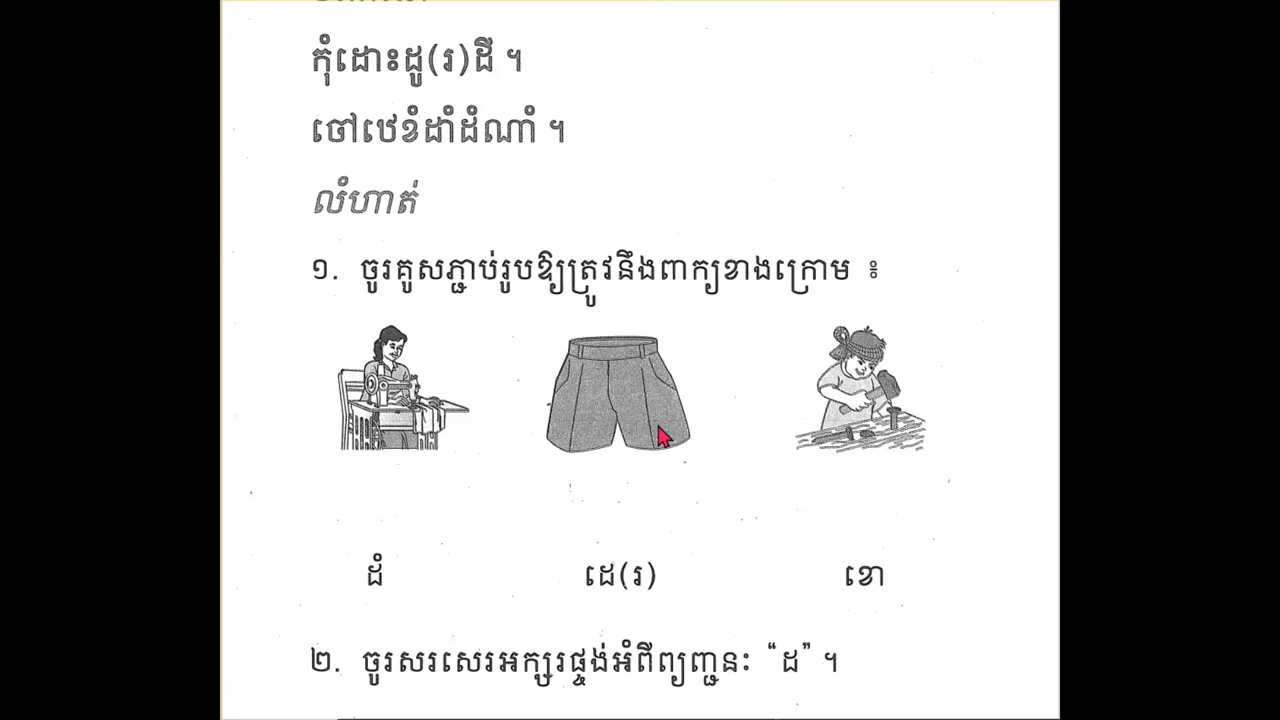 កុំដោះដូ(រ)ដី ។
ចៅឋេខំដាំដំណាំ ។
លំហាត់
១. ចូរគូសភ្ជាប់រូបឱ្យត្រូវនឹងពាក្យខាងក្រោម ៖
ដំ ដេ(រ) ខោ
២. ចូរសរសេរអក្សរផ្ចង់អំពីព្យញ្ជនៈ “ដ” ។